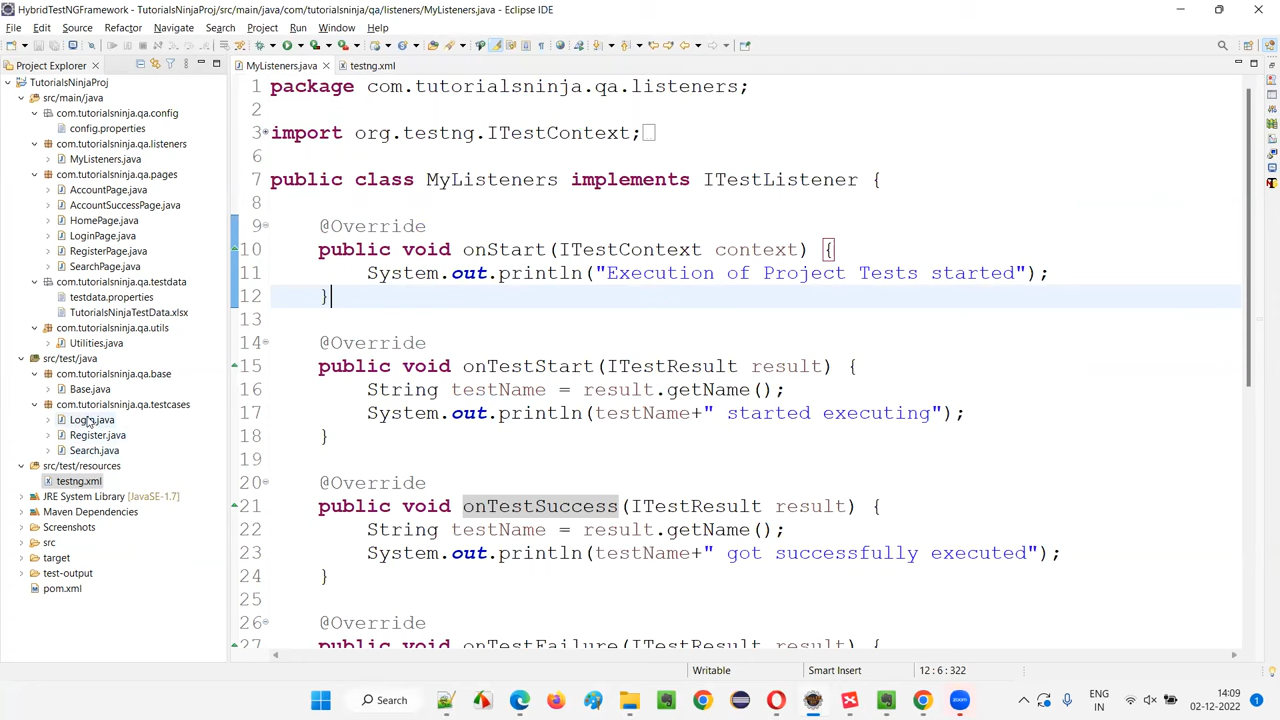 HybridTestNGFramework - TutorialsNinjaProj/src/main/java/com/tutorialsninja/qa/listeners/MyListeners.java - Eclipse IDE
File Edit Source Refactor Navigate Search Project Run Window Help
Project Explorer
MyListeners.java
testng.xml
TutorialsNinjaProj
src/main/java
com.tutorialsninja.qa.config
config.properties
com.tutorialsninja.qa.listeners
MyListeners.java
com.tutorialsninja.qa.pages
AccountPage.java
AccountSuccessPage.java
HomePage.java
LoginPage.java
RegisterPage.java
SearchPage.java
com.tutorialsninja.qa.testdata
testdata.properties
TutorialsNinjaTestData.xlsx
com.tutorialsninja.qa.utils
Utilities.java
src/test/java
com.tutorialsninja.qa.base
Base.java
com.tutorialsninja.qa.testcases
Login.java
Register.java
Search.java
src/test/resources
testng.xml
JRE System Library [JavaSE-1.7]
Maven Dependencies
Screenshots
src
target
test-output
pom.xml
1 package com.tutorialsninja.qa.listeners;
2
3 import org.testng.ITestContext;
6
7 public class MyListeners implements ITestListener {
8
9 @Override
10 public void onStart(ITestContext context) {
11 System.out.println("Execution of Project Tests started");
12 }
13
14 @Override
15 public void onTestStart(ITestResult result) {
16 String testName = result.getName();
17 System.out.println(testName+" started executing");
18 }
19
20 @Override
21 public void onTestSuccess(ITestResult result) {
22 String testName = result.getName();
23 System.out.println(testName+" got successfully executed");
24 }
25
26 @Override
27 public void onTestFailure(ITestResult result) {
Writable Smart Insert 12 : 6 : 322
Search
ENG
IN
14:09
02-12-2022
1